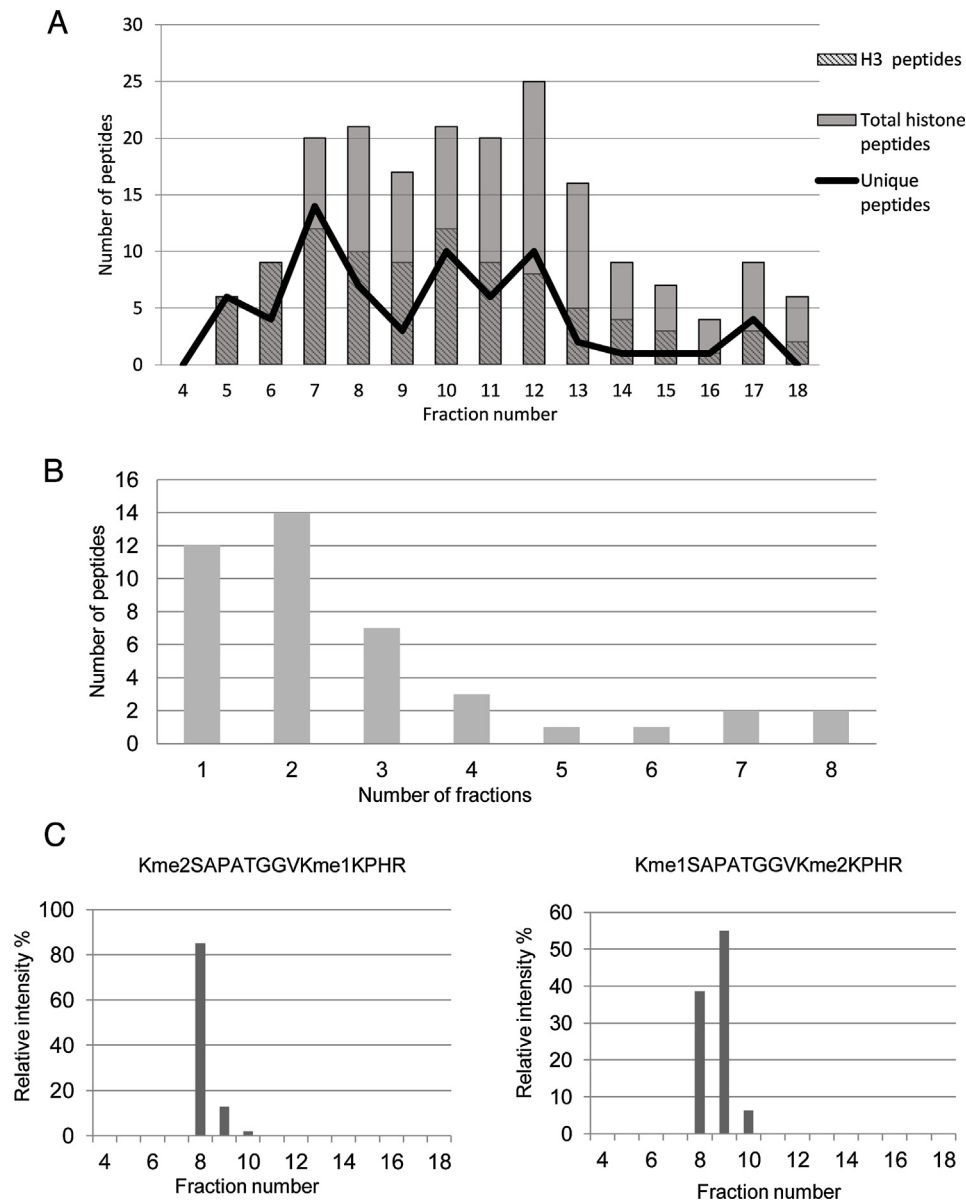 A
30
25
20
15
10
5
0
Number of peptides
4 5 6 7 8 9 10 11 12 13 14 15 16 17 18
Fraction number
H3 peptides
Total histone
peptides
Unique
peptides
B
16
14
12
10
8
6
4
2
0
Number of peptides
1 2 3 4 5 6 7 8
Number of fractions
C
Kme2SAPATGGVKme1KPHR
100
80
60
40
20
0
Relative intensity %
4 6 8 10 12 14 16 18
Fraction number
Kme1SAPATGGVKme2KPHR
60
50
40
30
20
10
0
Relative intensity %
4 6 8 10 12 14 16 18
Fraction number